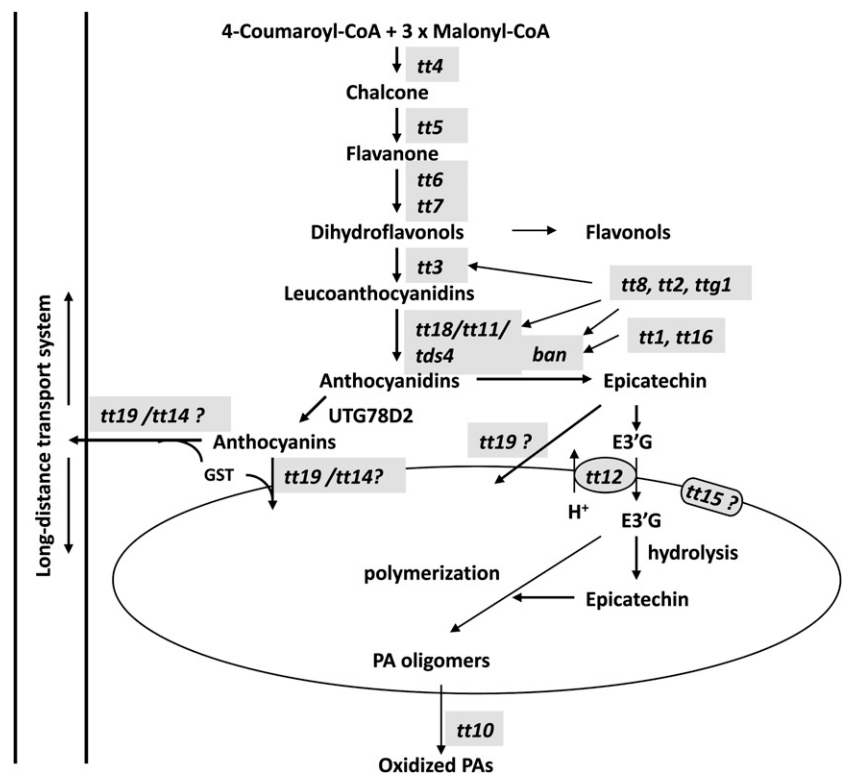 4-Coumaroyl-CoA + 3 x Malonyl-CoA
tt4
Chalcone
tt5
Flavanone
tt6
tt7
Dihydroflavonols
Flavonols
tt3
tt8, tt2, ttg1
Leucoanthocyanidins
tt18/tt11/
tds4
ban
tt1, tt16
Anthocyanidins
Epicatechin
UTG78D2
Long-distance transport system
tt19 /tt14 ?
Anthocyanins
tt19 ?
E3'G
GST
tt19 /tt14?
tt12
tt15 ?
H+
E3'G
hydrolysis
polymerization
Epicatechin
PA oligomers
tt10
Oxidized PAs